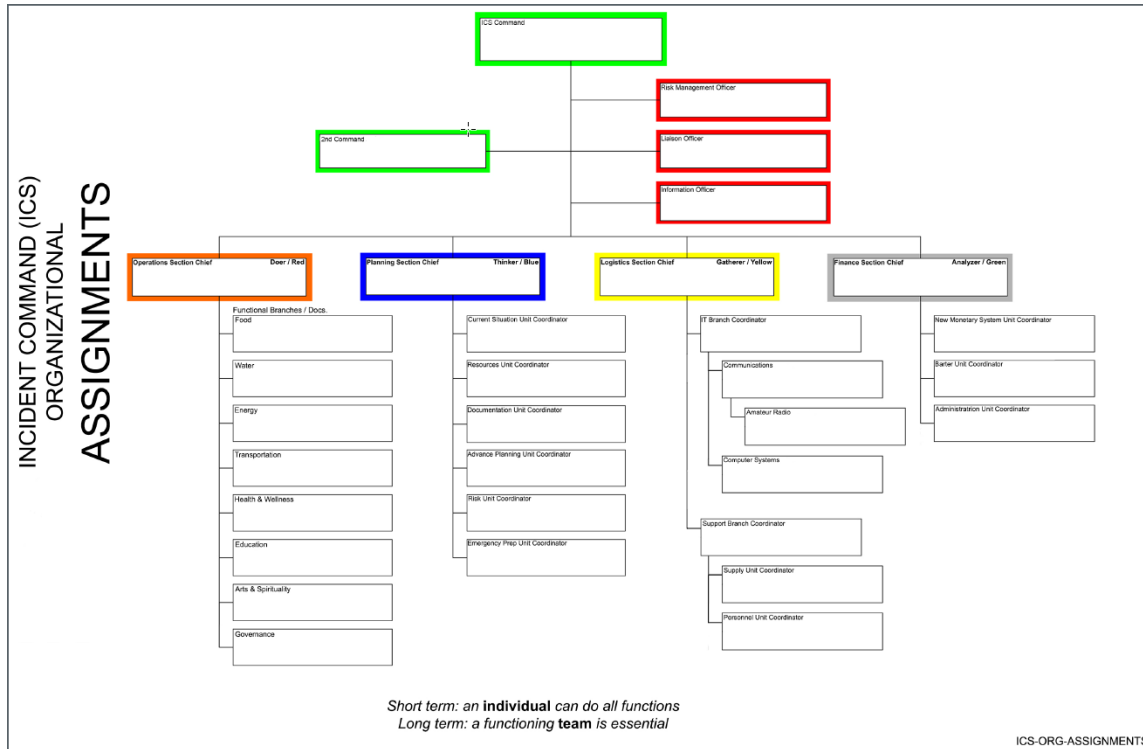 INCIDENT COMMAND (ICS)
ORGANIZATIONAL
ASSIGNMENTS
ICS Command
Risk Management Officer
2nd Command
Liaison Officer
Information Officer
Operations Section Chief Doer / Red
Planning Section Chief Thinker / Blue
Logistics Section Chief Gatherer / Yellow
Finance Section Chief Analyzer / Green
Functional Branches / Docs.
Food
Water
Energy
Transportation
Health & Wellness
Education
Arts & Spirituality
Governance
Current Situation Unit Coordinator
Resources Unit Coordinator
Documentation Unit Coordinator
Advance Planning Unit Coordinator
Risk Unit Coordinator
Emergency Prep Unit Coordinator
IT Branch Coordinator
Communications
Amateur Radio
Computer Systems
Support Branch Coordinator
Supply Unit Coordinator
Personnel Unit Coordinator
New Monetary System Unit Coordinator
Barter Unit Coordinator
Administratrion Unit Coordinator
Short term: an individual can do all functions
Long term: a functioning team is essential
ICS-ORG-ASSIGNMENTS